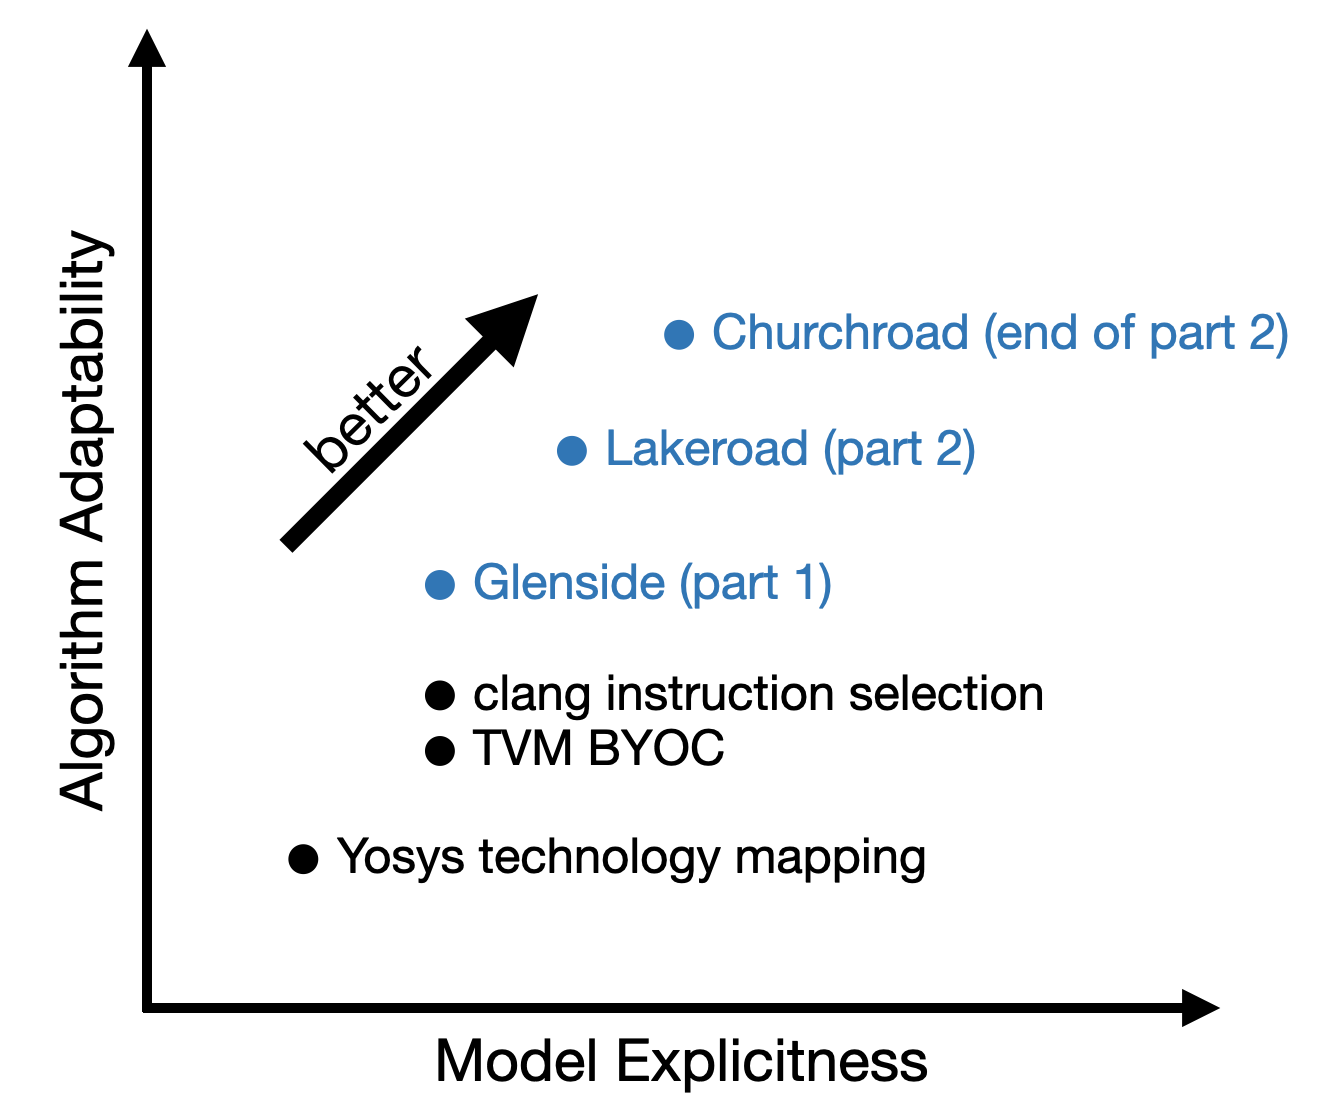 Algorithm Adaptability
better
Churchroad (end of part 2)
Lakeroad (part 2)
Glenside (part 1)
clang instruction selection
TVM BYOC
Yosys technology mapping
Model Explicitness